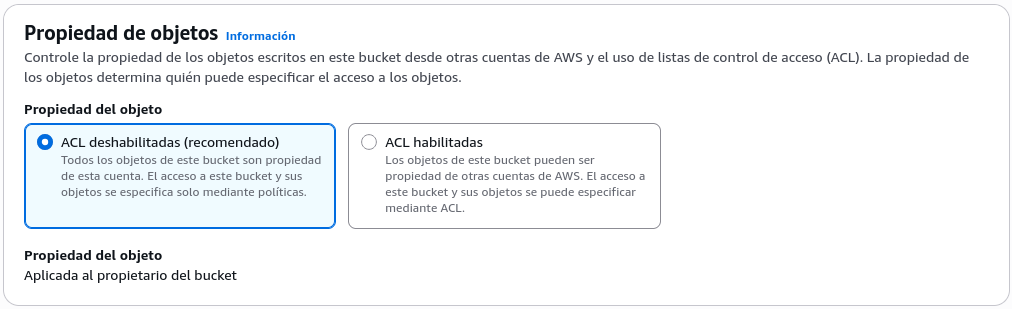 Propiedad de objetos Información
Controle la propiedad de los objetos escritos en este bucket desde otras cuentas de AWS y el uso de listas de control de acceso (ACL). La propiedad de
los objetos determina quién puede especificar el acceso a los objetos.
Propiedad del objeto
ACL deshabilitadas (recomendado)
Todos los objetos de este bucket son propiedad
de esta cuenta. El acceso a este bucket y sus
objetos se especifica solo mediante políticas.
ACL habilitadas
Los objetos de este bucket pueden ser
propiedad de otras cuentas de AWS. El acceso a
este bucket y sus objetos se puede especificar
mediante ACL.
Propiedad del objeto
Aplicada al propietario del bucket